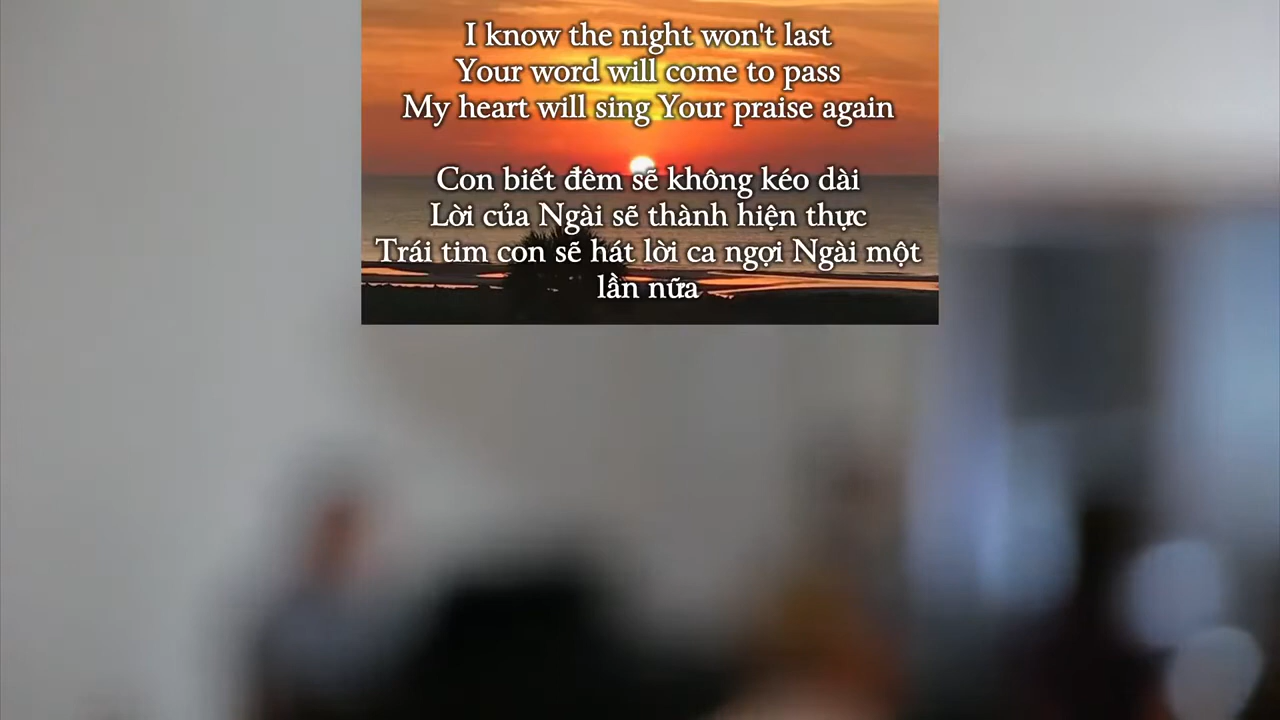 I know the night won't last
Your word will come to pass
My heart will sing Your praise again
Con biết đêm sẽ không kéo dài
Lời của Ngài sẽ thành hiện thực
Trái tim con sẽ hát lời ca ngợi Ngài một
lần nữa